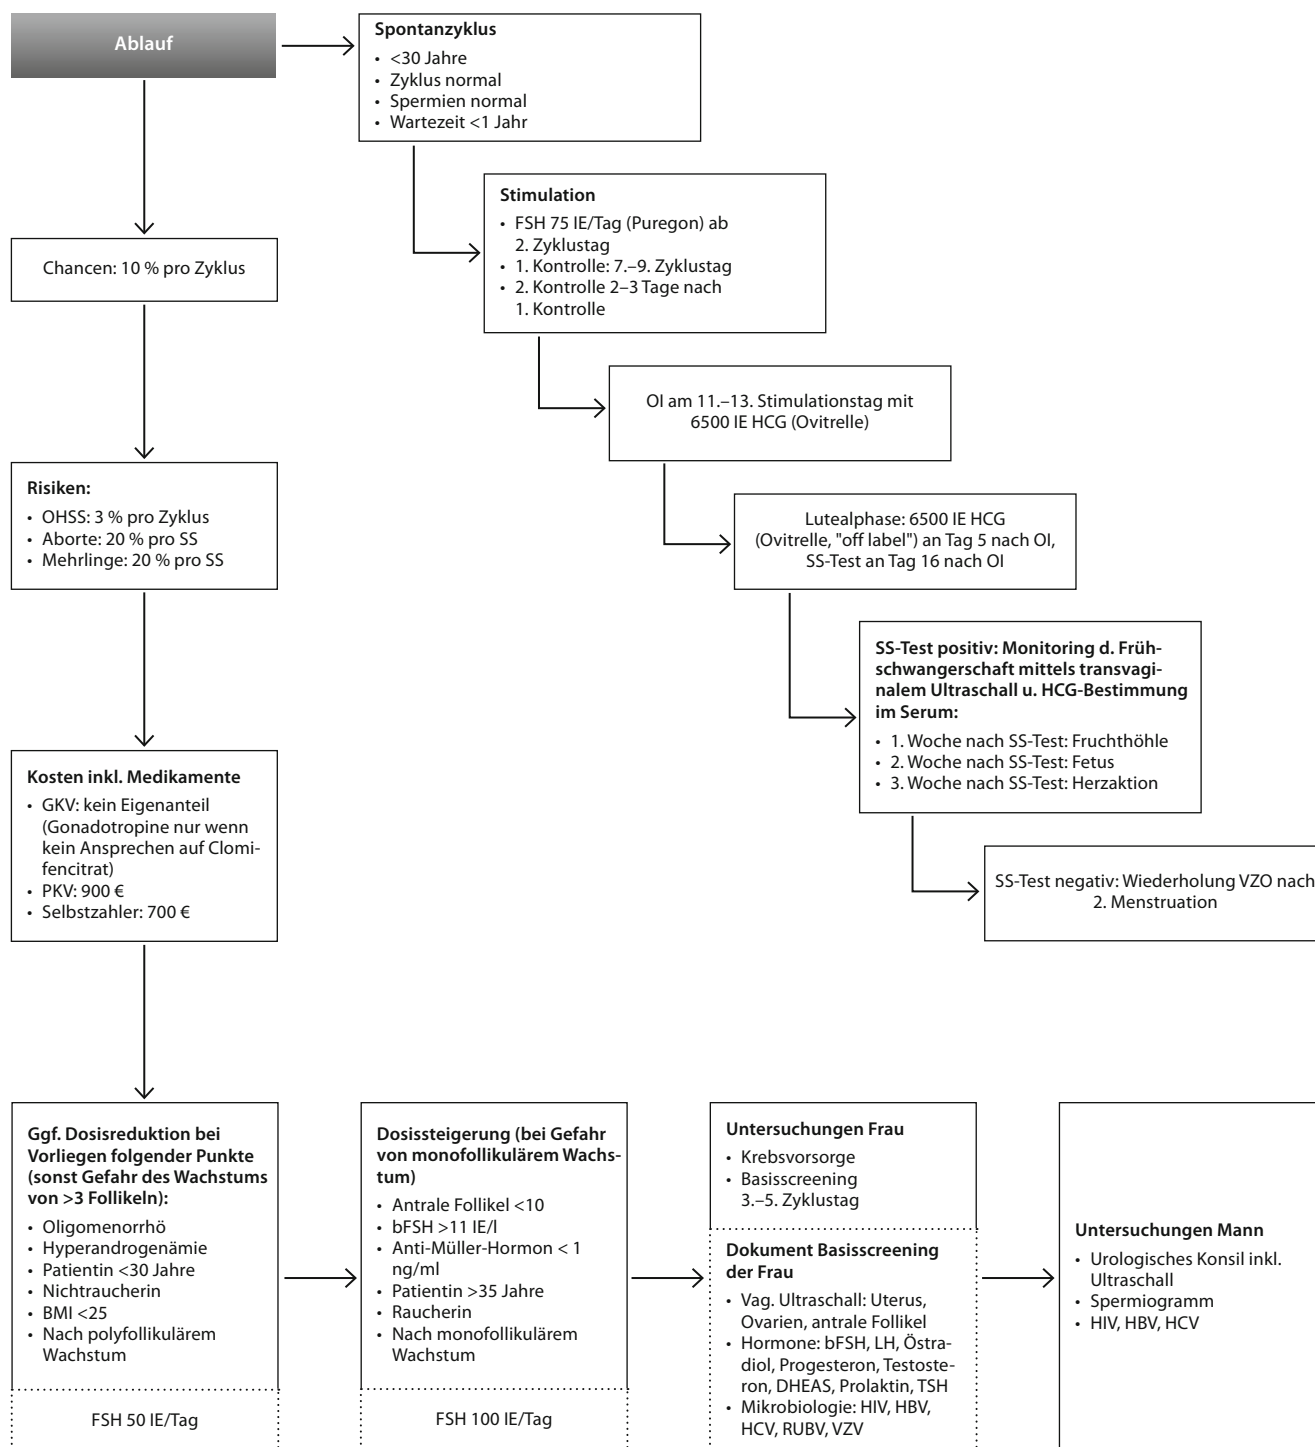 Ablauf
Spontanzyklus
• <30 Jahre
• Zyklus normal
• Spermien normal
• Wartezeit <1 Jahr
Stimulation
• FSH 75 IE/Tag (Puregon) ab
2. Zyklustag
• 1. Kontrolle: 7.–9. Zyklustag
• 2. Kontrolle 2–3 Tage nach
1. Kontrolle
OI am 11.–13. Stimulationstag mit
6500 IE HCG (Ovitrelle)
Lutealphase: 6500 IE HCG
(Ovitrelle, "off label") an Tag 5 nach OI,
SS-Test an Tag 16 nach OI
SS-Test positiv: Monitoring d. Früh-
schwangerschaft mittels transvagi-
nalem Ultraschall u. HCG-Bestimmung
im Serum:
• 1. Woche nach SS-Test: Fruchthöhle
• 2. Woche nach SS-Test: Fetus
• 3. Woche nach SS-Test: Herzaktion
SS-Test negativ: Wiederholung VZO nach
2. Menstruation
Chancen: 10 % pro Zyklus
Risiken:
• OHSS: 3 % pro Zyklus
• Aborte: 20 % pro SS
• Mehrlinge: 20 % pro SS
Kosten inkl. Medikamente
• GKV: kein Eigenanteil
(Gonadotropine nur wenn
kein Ansprechen auf Clomi-
fencitrat)
• PKV: 900 €
• Selbstzahler: 700 €
Ggf. Dosisreduktion bei
Vorliegen folgender Punkte
(sonst Gefahr des Wachstums
von >3 Follikeln):
• Oligomenorrhö
• Hyperandrogenämie
• Patientin <30 Jahre
• Nichtraucherin
• BMI <25
• Nach polyfollikulärem
Wachstum
FSH 50 IE/Tag
Dosissteigerung (bei Gefahr
von monofollikulärem Wachs-
tum)
• Antrale Follikel <10
• bFSH >11 IE/l
• Anti-Müller-Hormon < 1
ng/ml
• Patientin >35 Jahre
• Raucherin
• Nach monofollikulärem
Wachstum
FSH 100 IE/Tag
Untersuchungen Frau
• Krebsvorsorge
• Basisscreening
3.–5. Zyklustag
Dokument Basisscreening
der Frau
• Vag. Ultraschall: Uterus,
Ovarien, antrale Follikel
• Hormone: bFSH, LH, Östra-
diol, Progesteron, Testoste-
ron, DHEAS, Prolaktin, TSH
• Mikrobiologie: HIV, HBV,
HCV, RUBV, VZV
Untersuchungen Mann
• Urologisches Konsil inkl.
Ultraschall
• Spermiogramm
• HIV, HBV, HCV